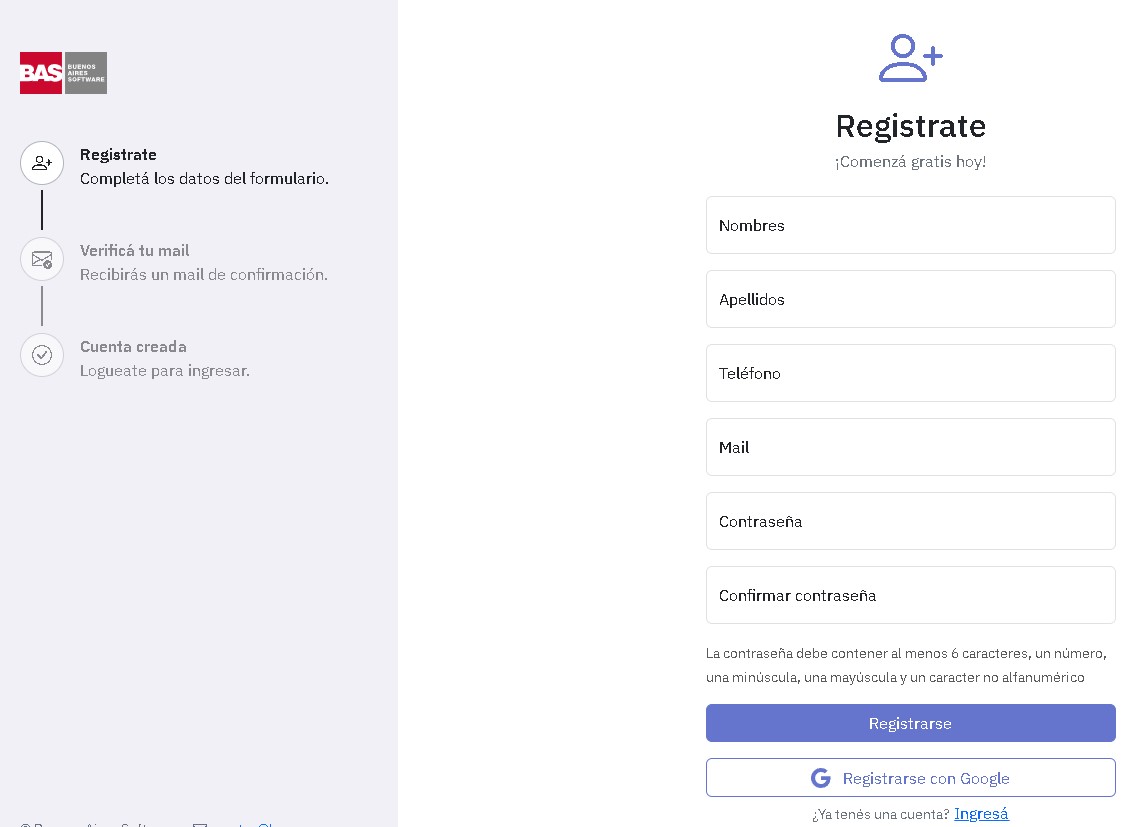 BAS
BUENOS
AIRES
SOFTWARE
Registrate
Completá los datos del formulario.
Verificá tu mail
Recibirás un mail de confirmación.
Cuenta creada
Logueate para ingresar.
Registrate
¡Comenzá gratis hoy!
Nombres
Apellidos
Teléfono
Mail
Contraseña
Confirmar contraseña
La contraseña debe contener al menos 6 caracteres, un número,
una minúscula, una mayúscula y un caracter no alfanumérico
Registrarse
G Registrarse con Google
¿Ya tenés una cuenta? Ingresá